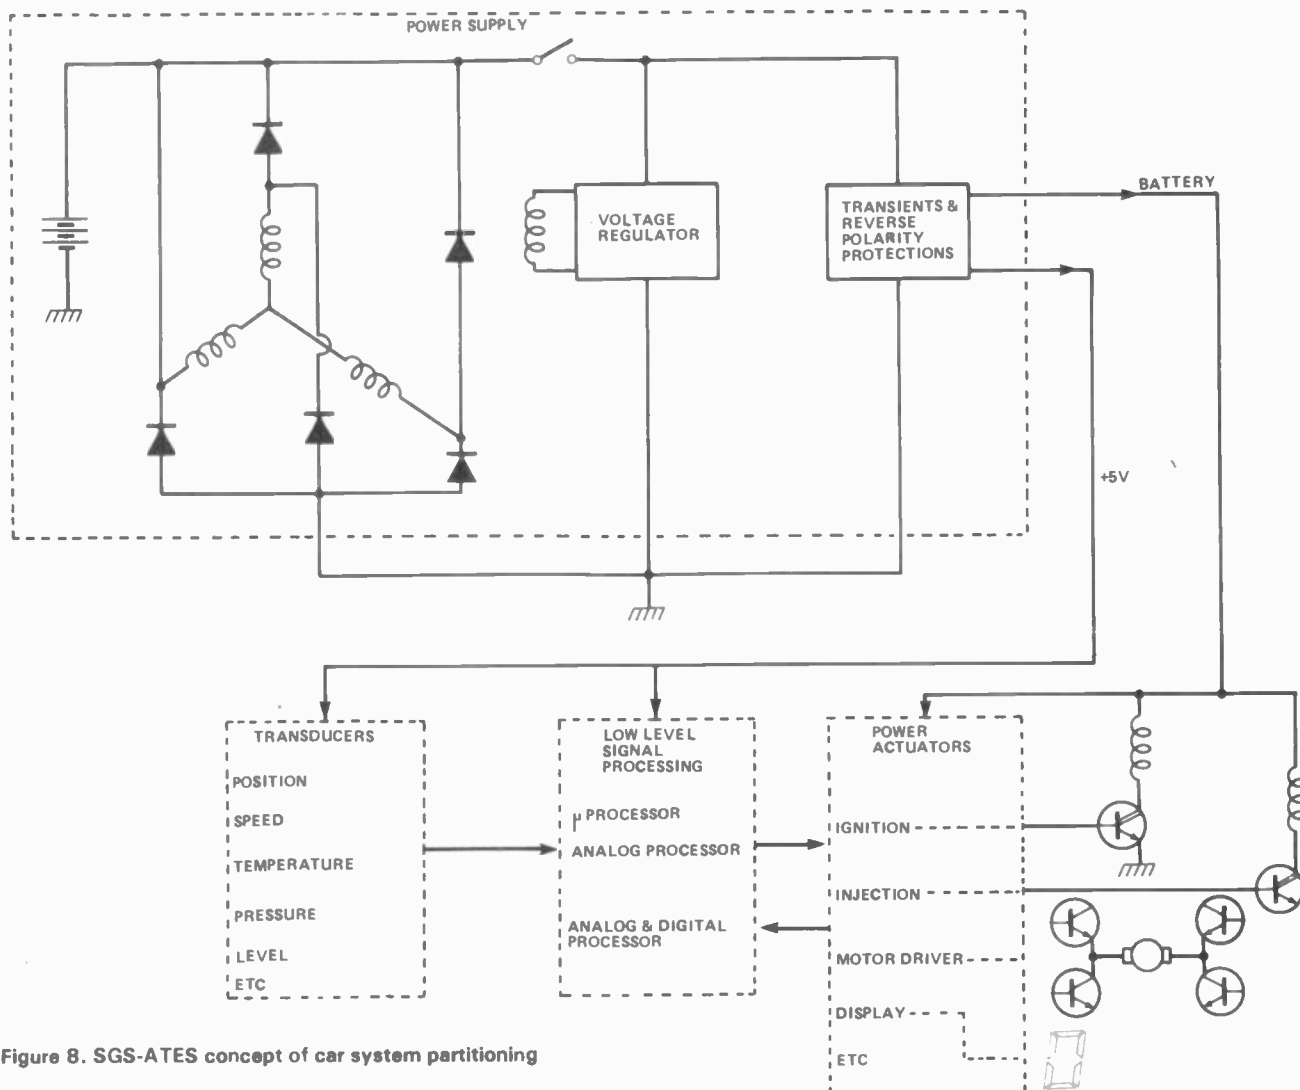 POWER SUPPLY
VOLTAGE
REGULATOR
TRANSIENTS &
REVERSE
POLARITY
PROTECTIONS
BATTERY
+5V
TRANSDUCERS
POSITION
SPEED
TEMPERATURE
PRESSURE
LEVEL
ETC
LOW LEVEL
SIGNAL
PROCESSING
μ PROCESSOR
ANALOG PROCESSOR
ANALOG & DIGITAL
PROCESSOR
POWER
ACTUATORS
IGNITION
INJECTION
MOTOR DRIVER
DISPLAY
ETC
Figure 8. SGS-ATES concept of car system partitioning